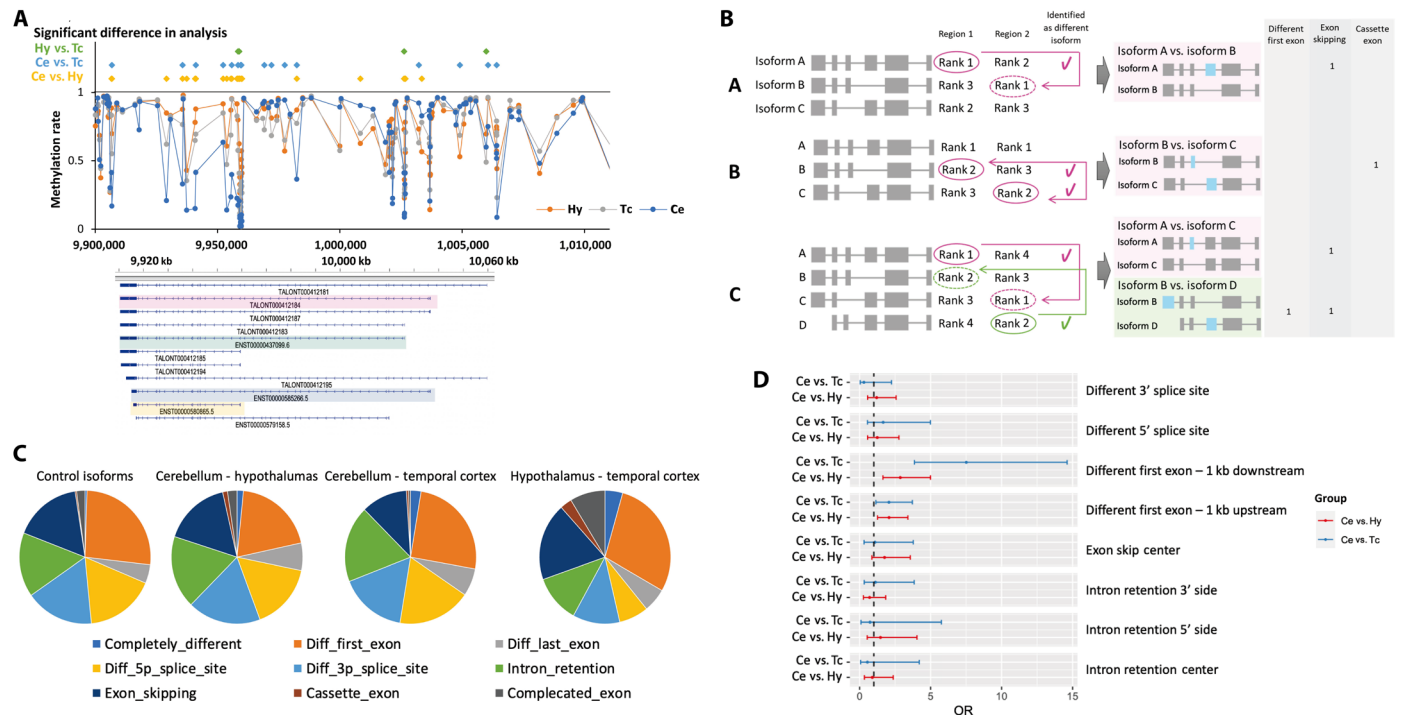 A
Significant difference in analysis
Hy vs. Tc
Ce vs. Tc
Ce vs. Hy
1
0.5
0
Methylation rate
Hy Tc Ce
9,900,000 9,950,000 1,000,000 1,005,000 1,010,000
9,920 kb 10,000 kb 10,060 kb
TALONT000412181
TALONT000412184
TALONT000412187
TALONT000412183
ENST00000437099.6
TALONT000412185
TALONT000412194
TALONT000412195
ENST00000585266.5
ENST00000580865.5
ENST00000579158.5
B
Region 1 Region 2
Identified
as different
isoform
Different
first exon
Exon
skipping
Cassette
exon
A
Isoform A Rank 1 Rank 2 ✓
Isoform B Rank 3 Rank 1
Isoform C Rank 2 Rank 3
Isoform A vs. isoform B
Isoform A
Isoform B
1
B
A Rank 1 Rank 1
B Rank 2 Rank 3 ✓
C Rank 3 Rank 2 ✓
Isoform B vs. isoform C
Isoform B
Isoform C
1
C
A Rank 1 Rank 4 ✓
B Rank 2 Rank 3
C Rank 3 Rank 1
D Rank 4 Rank 2 ✓
Isoform A vs. isoform C
Isoform A
Isoform C
1
Isoform B vs. isoform D
Isoform B
Isoform D
1 1
C
Control isoforms
Cerebellum - hypothalumas
Cerebellum - temporal cortex
Hypothalamus - temporal cortex
Completely_different Diff_first_exon Diff_last_exon
Diff_5p_splice_site Diff_3p_splice_site Intron_retention
Exon_skipping Cassette_exon Complecated_exon
D
Ce vs. Tc
Ce vs. Hy
Different 3′ splice site
Ce vs. Tc
Ce vs. Hy
Different 5′ splice site
Ce vs. Tc
Ce vs. Hy
Different first exon – 1 kb downstream
Ce vs. Tc
Ce vs. Hy
Different first exon – 1 kb upstream
Ce vs. Tc
Ce vs. Hy
Exon skip center
Ce vs. Tc
Ce vs. Hy
Intron retention 3′ side
Ce vs. Tc
Ce vs. Hy
Intron retention 5′ side
Ce vs. Tc
Ce vs. Hy
Intron retention center
0 5 10 15
OR
Group
Ce vs. Hy
Ce vs. Tc